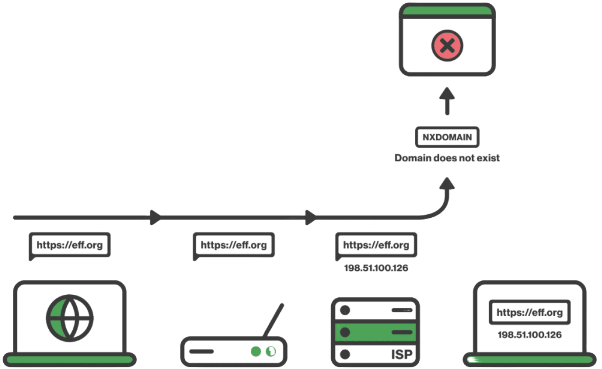 NXDOMAIN
Domain does not exist
https://eff.org
https://eff.org
https://eff.org
198.51.100.126
ISP
https://eff.org
198.51.100.126